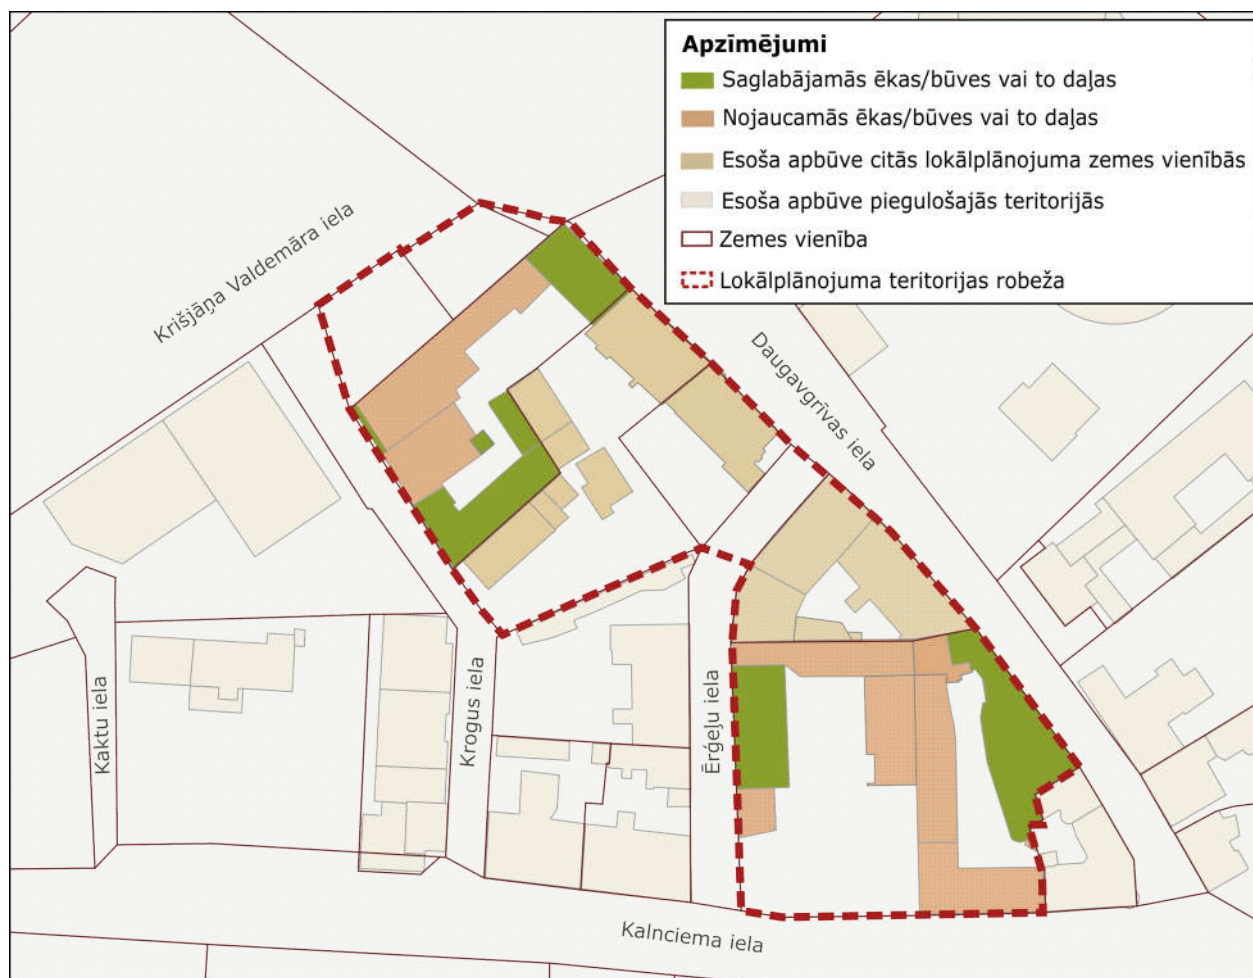 Apzīmējumi
Saglabājamās ēkas/būves vai to daļas
Nojaucamās ēkas/būves vai to daļas
Esoša apbūve citās lokālplānojuma zemes vienībās
Esoša apbūve piegulošajās teritorijās
Zemes vienība
Lokālplānojuma teritorijas robeža
Krišjāņa Valdemāra iela
Daugavgrīvas iela
Kaktu iela
Krogus iela
Ērģeļu iela
Kalnciema iela